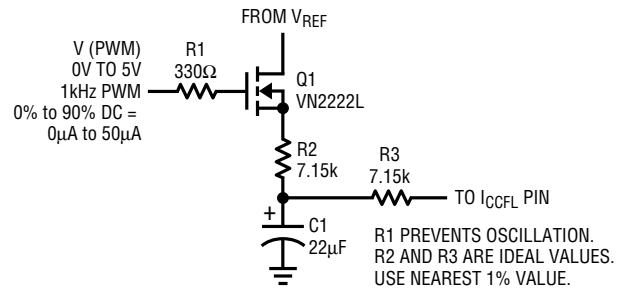 FROM VREF
V (PWM)
0V TO 5V
1kHz PWM
0% to 90% DC =
0µA to 50µA
R1
330Ω
Q1
VN2222L
R2
7.15k
R3
7.15k
TO ICCFL PIN
+
C1
22µF
R1 PREVENTS OSCILLATION.
R2 AND R3 ARE IDEAL VALUES.
USE NEAREST 1% VALUE.